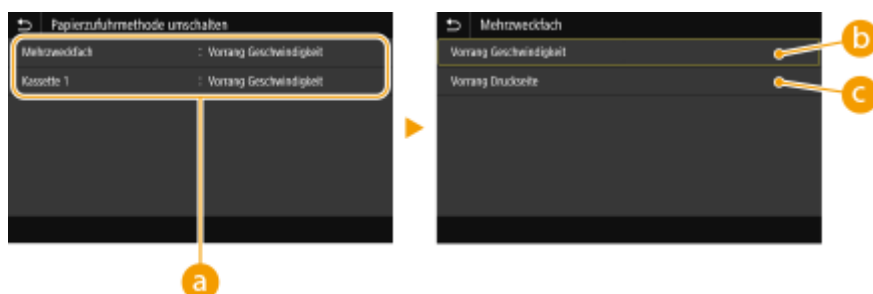 Papierzufuhrmethode umschalten
Mehrzweckfach : Vorrang Geschwindigkeit
Kassette 1 : Vorrang Geschwindigkeit
a
Mehrzweckfach
Vorrang Geschwindigkeit
b
Vorrang Druckseite
c